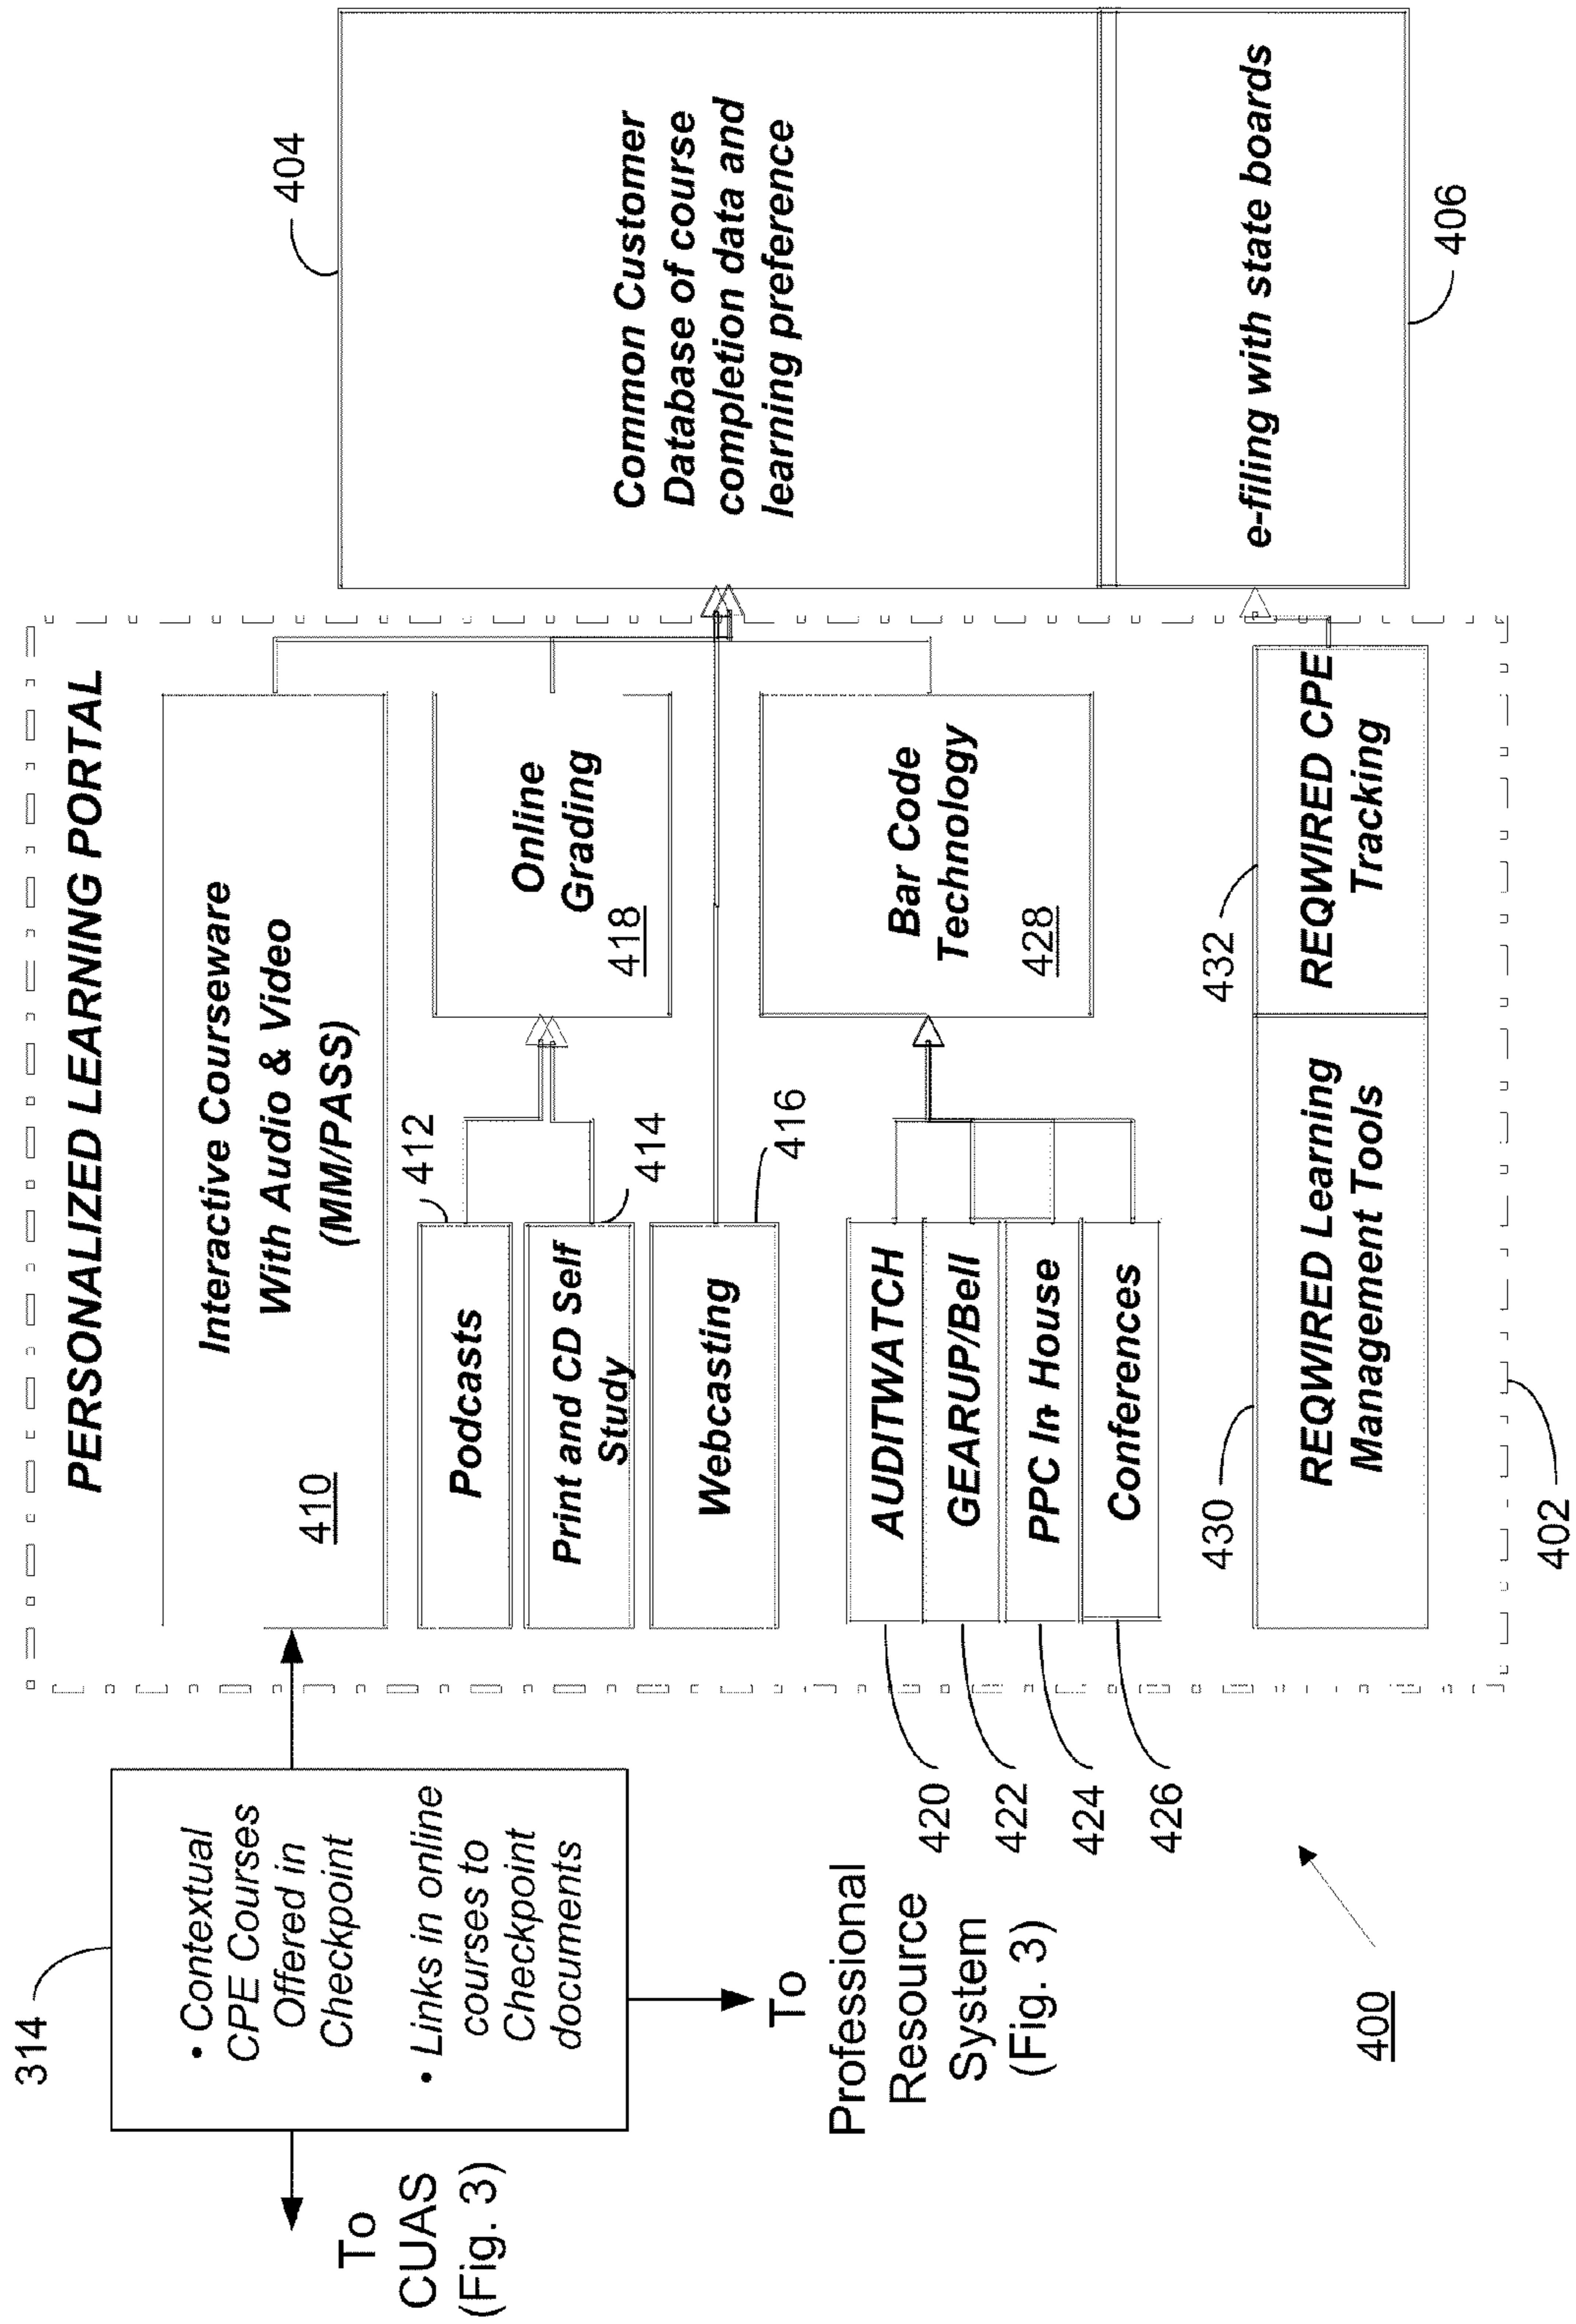 314
• Contextual
CPE Courses
Offered in
Checkpoint
• Links in online
courses to
Checkpoint
documents
To
CUAS
(Fig. 3)
To
Professional
Resource
System
(Fig. 3)
400
PERSONALIZED LEARNING PORTAL
Interactive Courseware
With Audio & Video
(MM/PASS)
410
Podcasts
412
Print and CD Self
Study
414
Webcasting
416
Online
Grading
418
AUDITWATCH
GEARUP/Bell
PPC In-House
Conferences
420
422
424
426
Bar Code
Technology
428
430
REQWIRED Learning
Management Tools
432
REQWIRED CPE
Tracking
402
404
Common Customer
Database of course
completion data and
learning preference
e-filing with state boards
406